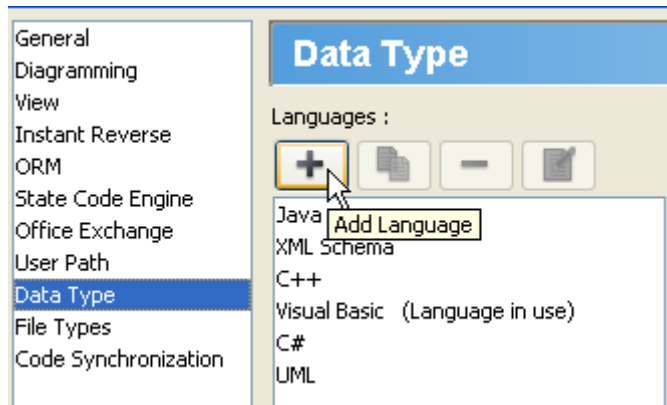 General
Diagramming
View
Instant Reverse
ORM
State Code Engine
Office Exchange
User Path
Data Type
File Types
Code Synchronization
Data Type
Languages :
Java
Add Language
XML Schema
C++
Visual Basic (Language in use)
C#
UML